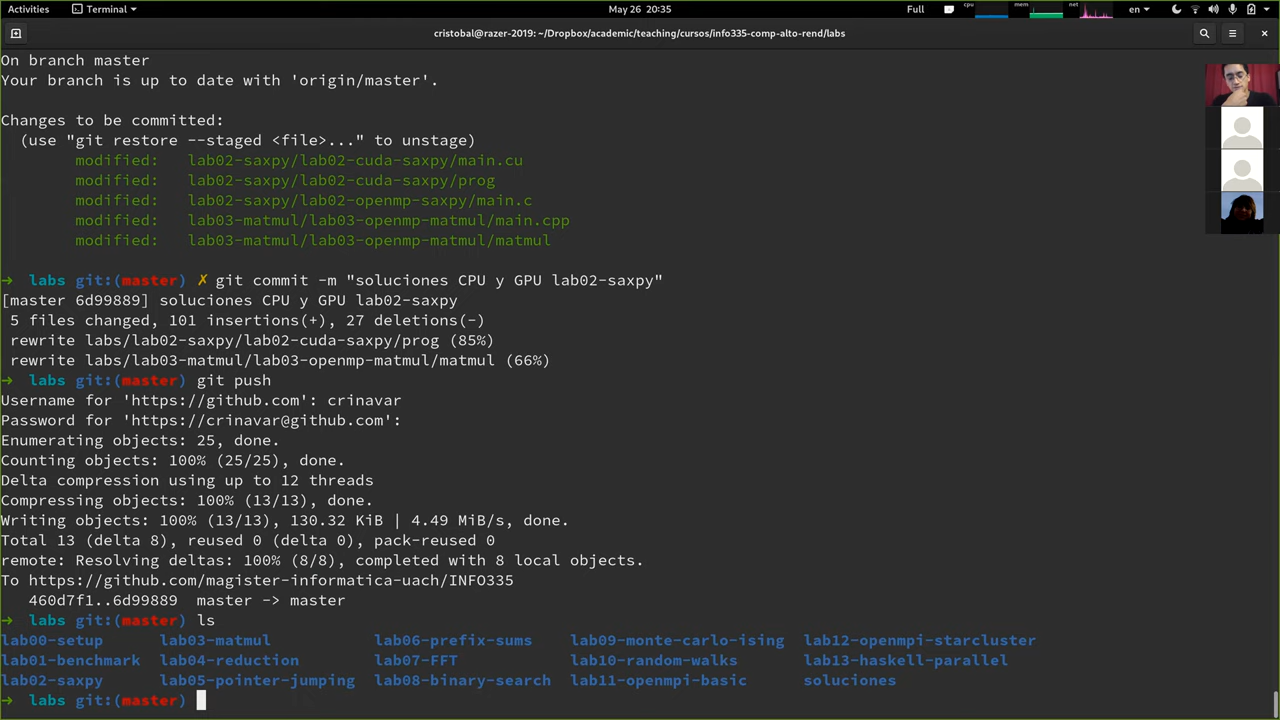 Activities Terminal May 26 20:35 Full cpu mem net en
cristobal@razer-2019: ~/Dropbox/academic/teaching/cursos/info335-comp-alto-rend/labs
On branch master
Your branch is up to date with 'origin/master'.
Changes to be committed:
(use "git restore --staged <file>..." to unstage)
modified: lab02-saxpy/lab02-cuda-saxpy/main.cu
modified: lab02-saxpy/lab02-cuda-saxpy/prog
modified: lab02-saxpy/lab02-openmp-saxpy/main.c
modified: lab03-matmul/lab03-openmp-matmul/main.cpp
modified: lab03-matmul/lab03-openmp-matmul/matmul
→ labs git:(master) ✗ git commit -m "soluciones CPU y GPU lab02-saxpy"
[master 6d99889] soluciones CPU y GPU lab02-saxpy
5 files changed, 101 insertions(+), 27 deletions(-)
rewrite labs/lab02-saxpy/lab02-cuda-saxpy/prog (85%)
rewrite labs/lab03-matmul/lab03-openmp-matmul/matmul (66%)
→ labs git:(master) git push
Username for 'https://github.com': crinavar
Password for 'https://crinavar@github.com':
Enumerating objects: 25, done.
Counting objects: 100% (25/25), done.
Delta compression using up to 12 threads
Compressing objects: 100% (13/13), done.
Writing objects: 100% (13/13), 130.32 KiB | 4.49 MiB/s, done.
Total 13 (delta 8), reused 0 (delta 0), pack-reused 0
remote: Resolving deltas: 100% (8/8), completed with 8 local objects.
To https://github.com/magister-informatica-uach/INFO335
460d7f1..6d99889 master -> master
→ labs git:(master) ls
lab00-setup lab03-matmul lab06-prefix-sums lab09-monte-carlo-ising lab12-openmpi-starcluster
lab01-benchmark lab04-reduction lab07-FFT lab10-random-walks lab13-haskell-parallel
lab02-saxpy lab05-pointer-jumping lab08-binary-search lab11-openmpi-basic soluciones
→ labs git:(master)